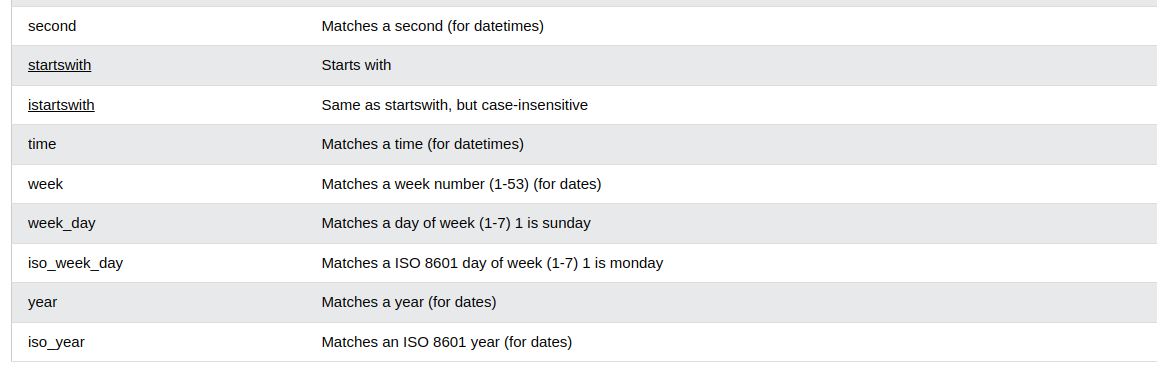 second Matches a second (for datetimes)
startswith Starts with
istartswith Same as startswith, but case-insensitive
time Matches a time (for datetimes)
week Matches a week number (1-53) (for dates)
week_day Matches a day of week (1-7) 1 is sunday
iso_week_day Matches a ISO 8601 day of week (1-7) 1 is monday
year Matches a year (for dates)
iso_year Matches an ISO 8601 year (for dates)